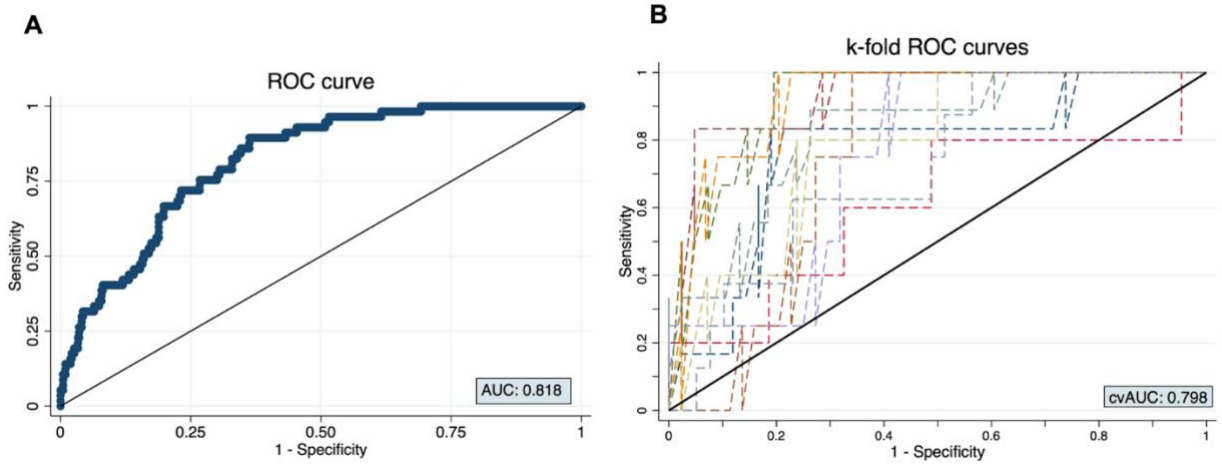 A
ROC curve
Sensitivity
1
0.75
0.50
0.25
0
0
0.25
0.50
0.75
1
1 - Specificity
AUC: 0.818
B
k-fold ROC curves
Sensitivity
1
0.8
0.6
0.4
0.2
0
0
0.2
0.4
0.6
0.8
1
1 - Specificity
cvAUC: 0.798